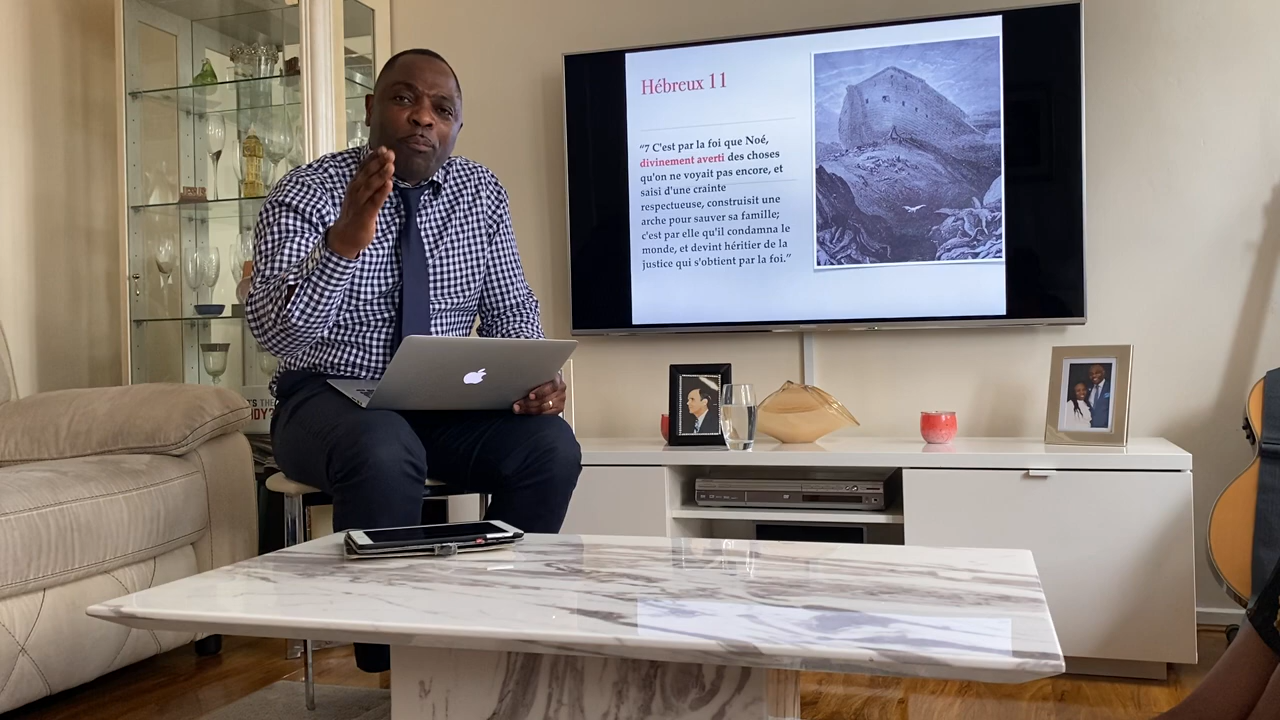 Hébreux 11
“7 C'est par la foi que Noé,
divinement averti des choses
qu'on ne voyait pas encore, et
saisi d'une crainte
respectueuse, construisit une
arche pour sauver sa famille;
c'est par elle qu'il condamna le
monde, et devint héritier de la
justice qui s'obtient par la foi.”